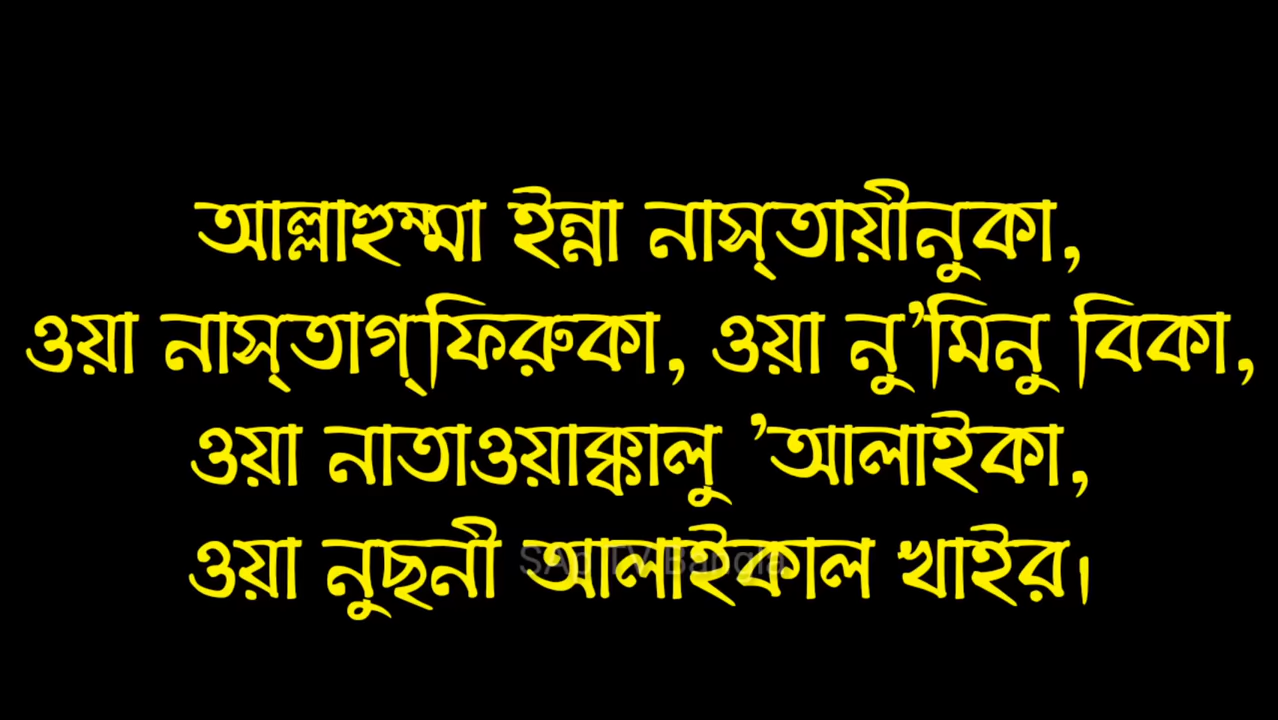 আল্লাহুম্মা ইন্না নাস্‌তায়ীনুকা,
ওয়া নাস্‌তাগ্‌ফিরুকা, ওয়া নু’মিনু বিকা,
ওয়া নাতাওয়াক্কালু ’আলাইকা,
ওয়া নুছনী আলাইকাল খাইর।